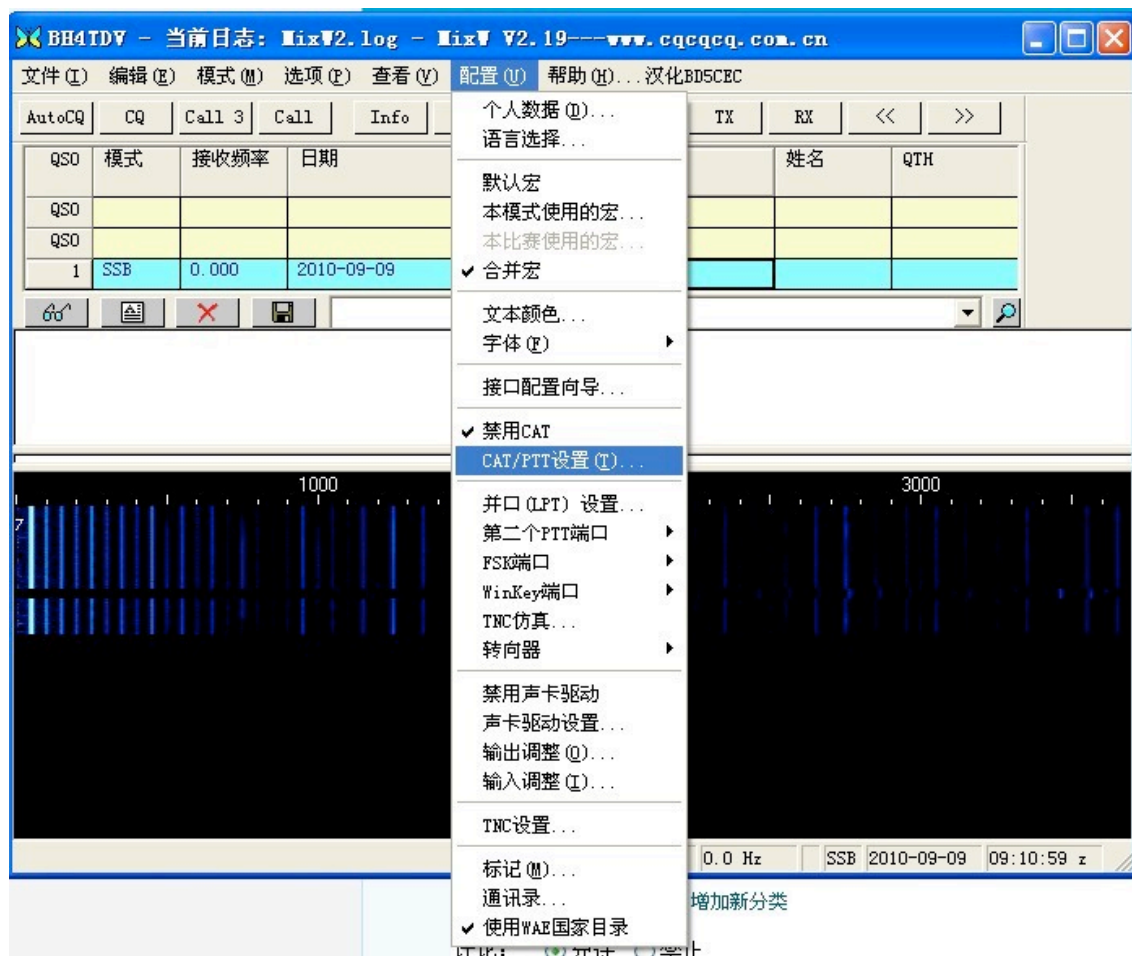 BH4TDV - 当前日志: MixW2.log - MixW V2.19---www.cqcqcq.com.cn
文件(I) 编辑(E) 模式(M) 选项(P) 查看(V) 配置(U) 帮助(H)...汉化BD5CEC
AutoCQ CQ Call 3 Call Info TX RX << >>
QSO 模式 接收频率 日期 姓名 QTH
QSO
QSO
1 SSB 0.000 2010-09-09
个人数据(D)...
语言选择...
默认宏
本模式使用的宏...
本比赛使用的宏...
合并宏
文本颜色...
字体(F)
接口配置向导...
禁用CAT
CAT/PTT设置(T)...
并口(LPT) 设置...
第二个PTT端口
FSK端口
WinKey端口
TNC仿真...
转向器
禁用声卡驱动
声卡驱动设置...
输出调整(O)...
输入调整(I)...
TNC设置...
标记(M)...
通讯录...
使用WAE国家目录
1000 3000
7
0.0 Hz SSB 2010-09-09 09:10:59 z
增加新分类